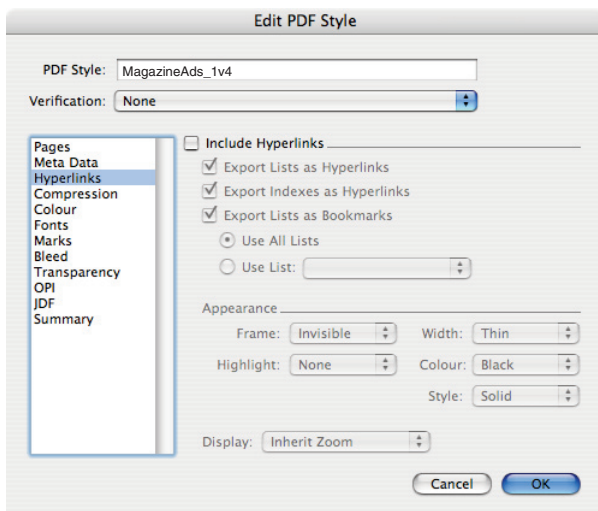 Edit PDF Style
PDF Style: MagazineAds_1v4
Verification: None
Pages
Meta Data
Hyperlinks
Compression
Colour
Fonts
Marks
Bleed
Transparency
OPI
JDF
Summary
Include Hyperlinks
Export Lists as Hyperlinks
Export Indexes as Hyperlinks
Export Lists as Bookmarks
Use All Lists
Use List:
Appearance
Frame: Invisible Width: Thin
Highlight: None Colour: Black
Style: Solid
Display: Inherit Zoom
Cancel OK